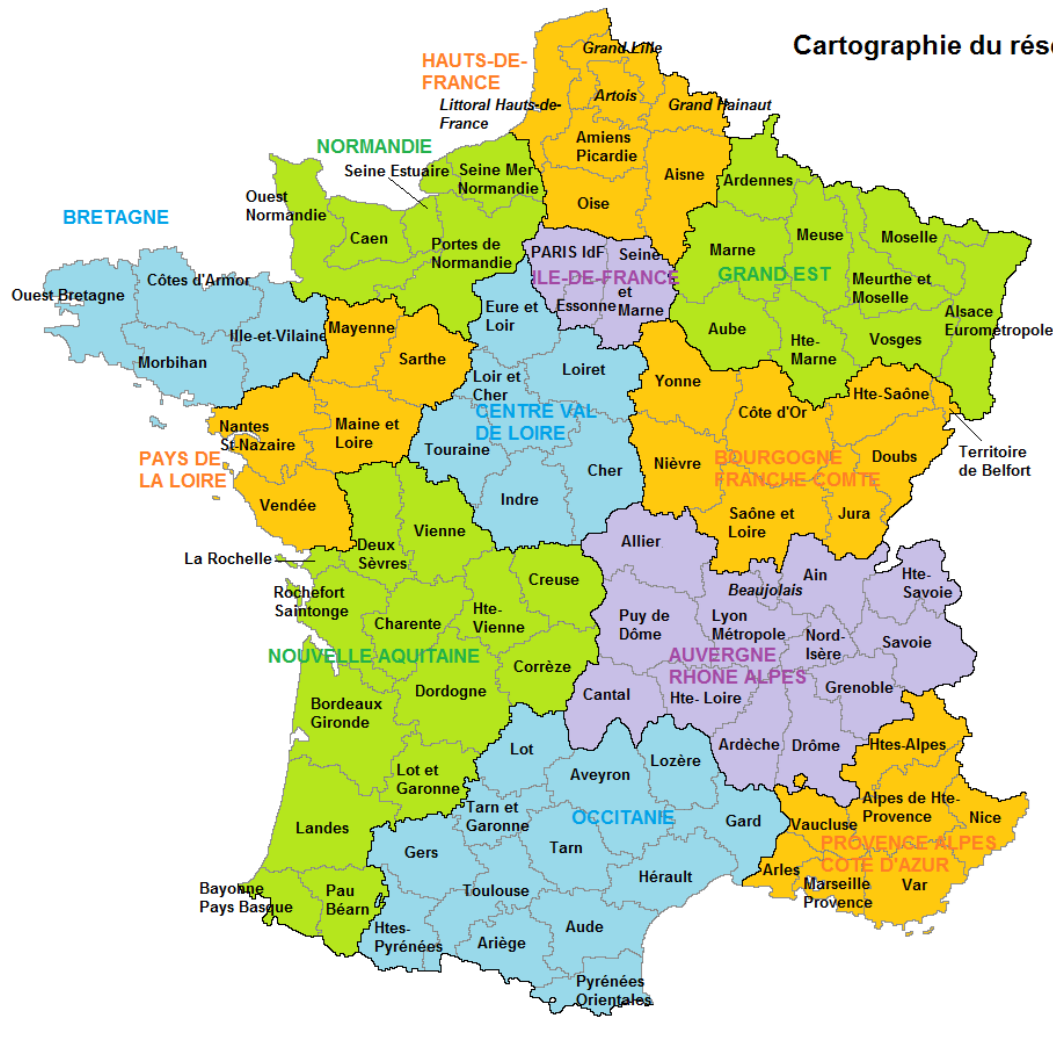 Cartographie du rése
HAUTS-DE-
FRANCE
Grand Lille
Littoral Hauts-de-
France
Artois
Grand Hainaut
Amiens
Picardie
Aisne
Oise
NORMANDIE
Seine Estuaire
Seine Mer
Normandie
Ouest
Normandie
Caen
Portes de
Normandie
BRETAGNE
Ouest Bretagne
Côtes d'Armor
Ille-et-Vilaine
Morbihan
PARIS IdF
Seine
et
Marne
ILE-DE-FRANCE
Essonne
Ardennes
Marne
Meuse
Moselle
GRAND EST
Meurthe et
Moselle
Alsace
Eurometropole
Aube
Hte-
Marne
Vosges
Mayenne
Sarthe
Nantes
St-Nazaire
Maine et
Loire
PAYS DE
LA LOIRE
Vendée
Eure et
Loir
Loir et
Cher
Loiret
CENTRE VAL
DE LOIRE
Touraine
Cher
Indre
Yonne
Côte d'Or
Hte-Saône
Territoire
de Belfort
Nièvre
BOURGOGNE
FRANCHE COMTE
Doubs
Saône et
Loire
Jura
Vienne
Deux
Sèvres
La Rochelle
Rochefort
Saintonge
Charente
Hte-
Vienne
Creuse
NOUVELLE AQUITAINE
Corrèze
Dordogne
Bordeaux
Gironde
Lot et
Garonne
Landes
Bayonne
Pays Basque
Pau
Béarn
Allier
Beaujolais
Ain
Hte-
Savoie
Puy de
Dôme
Lyon
Métropole
Nord-
Isère
Savoie
AUVERGNE
RHONE ALPES
Cantal
Hte- Loire
Grenoble
Ardèche
Drôme
Lot
Aveyron
Lozère
Tarn et
Garonne
OCCITANIE
Gard
Gers
Tarn
Hérault
Toulouse
Htes-
Pyrénées
Ariège
Aude
Pyrénées
Orientales
Htes-Alpes
Alpes de Hte-
Provence
Nice
Vaucluse
PROVENCE ALPES
COTE D'AZUR
Arles
Marseille
Provence
Var